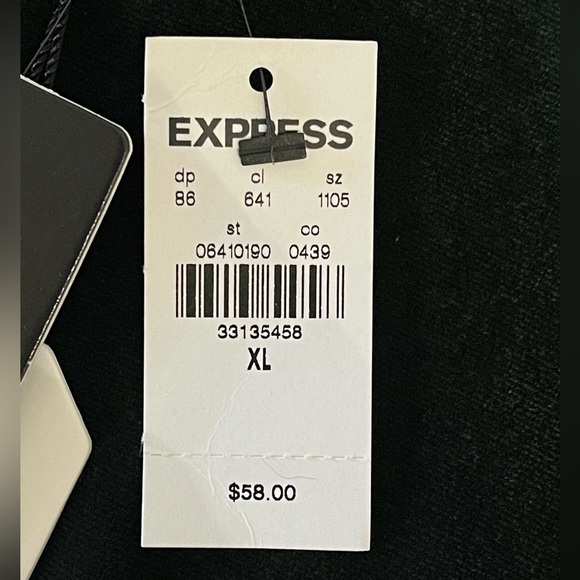 EXPRESS
dp cl sz
86 641 1105
st co
06410190 0439
33135458
XL
$58.00